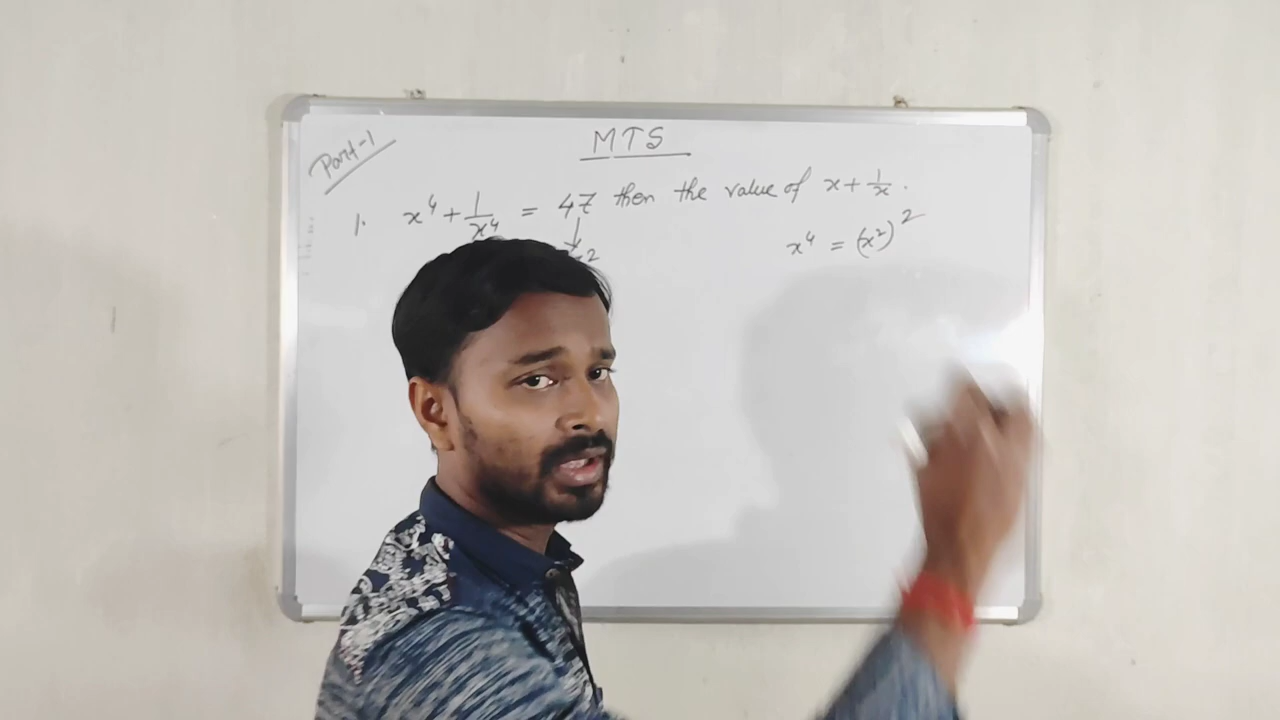 Part-1
MTS
1. x⁴ + 1/x⁴ = 47 then the value of x + 1/x.
↓
2
x⁴ = (x²)²